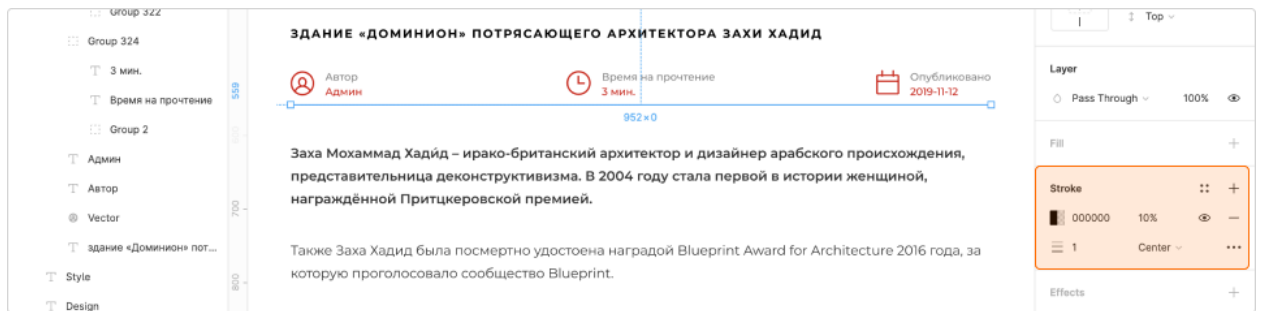 Group 322
Group 324
3 мин.
Время на прочтение
Group 2
Админ
Автор
Vector
здание «Доминион» пот...
Style
Design
559
600
700
800
ЗДАНИЕ «ДОМИНИОН» ПОТРЯСАЮЩЕГО АРХИТЕКТОРА ЗАХИ ХАДИД
Автор
Админ
Время на прочтение
3 мин.
Опубликовано
2019-11-12
952 × 0
Заха Мохаммад Хади́д – ирако-британский архитектор и дизайнер арабского происхождения,
представительница деконструктивизма. В 2004 году стала первой в истории женщиной,
награждённой Притцкеровской премией.
Также Заха Хадид была посмертно удостоена наградой Blueprint Award for Architecture 2016 года, за
которую проголосовало сообщество Blueprint.
Top
Layer
Pass Through 100%
Fill
Stroke
000000 10%
1 Center
Effects